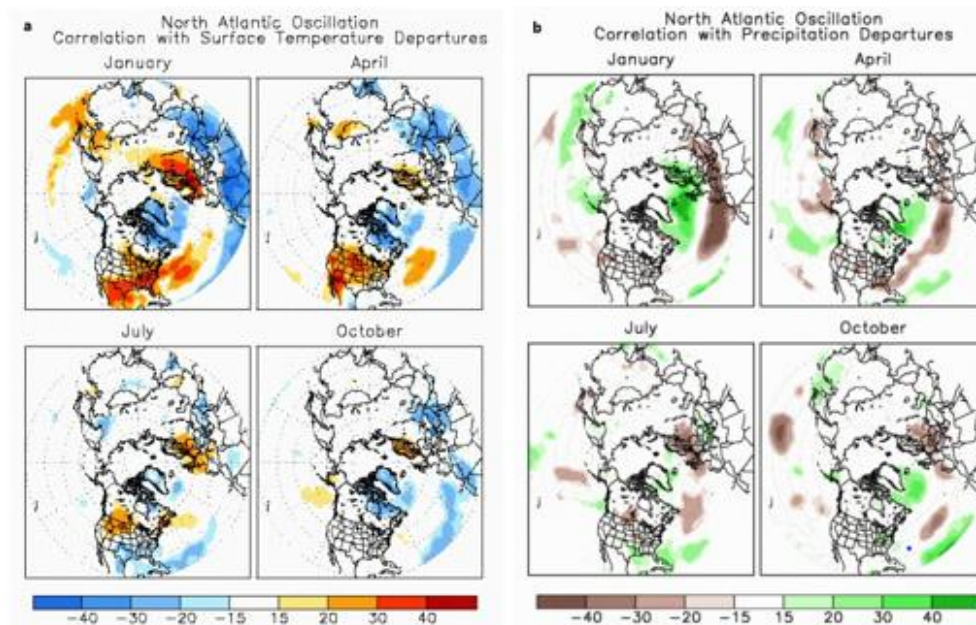 a
North Atlantic Oscillation
Correlation with Surface Temperature Departures
January
April
July
October
-40 -30 -20 -15 15 20 30 40
b
North Atlantic Oscillation
Correlation with Precipitation Departures
January
April
July
October
-40 -30 -20 -15 15 20 30 40